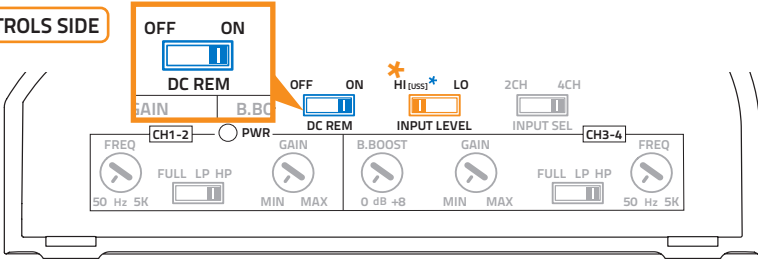 TROLS SIDE
OFF ON
DC REM
GAIN B.BO
OFF ON
DC REM
HI [USS]* LO
INPUT LEVEL
2CH 4CH
INPUT SEL
CH1-2 PWR CH3-4
FREQ GAIN B.BOOST GAIN FREQ
FULL LP HP FULL LP HP
50 Hz 5K MIN MAX 0 dB +8 MIN MAX 50 Hz 5K